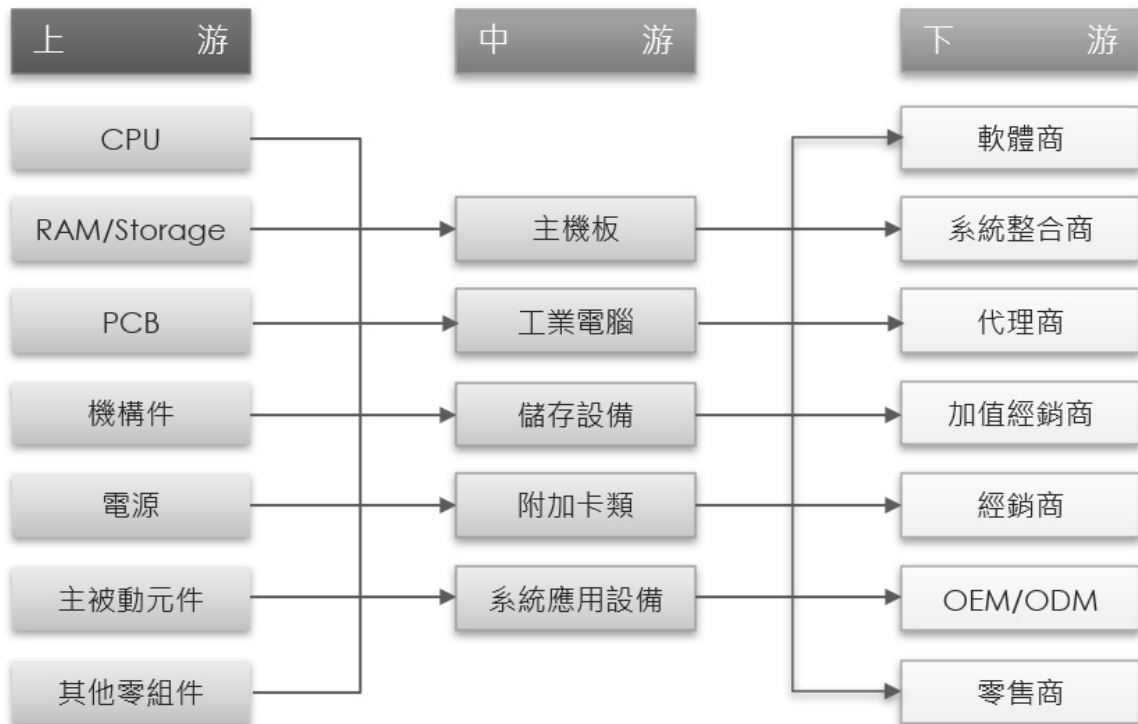 上游
中游
下游
CPU
軟體商
RAM/Storage
主機板
系統整合商
PCB
工業電腦
代理商
機構件
儲存設備
加值經銷商
電源
附加卡類
經銷商
主被動元件
系統應用設備
OEM/ODM
其他零組件
零售商